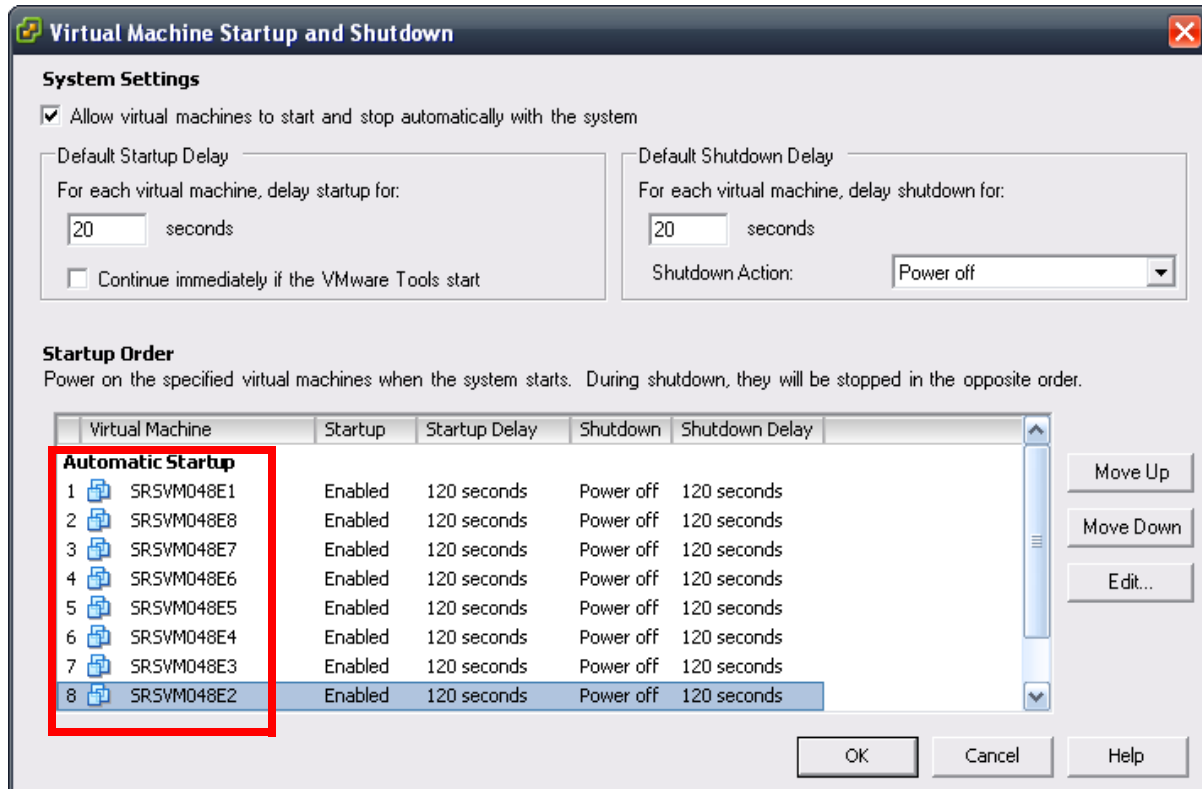 Virtual Machine Startup and Shutdown
System Settings
Allow virtual machines to start and stop automatically with the system
Default Startup Delay
For each virtual machine, delay startup for:
20 seconds
Continue immediately if the VMware Tools start
Default Shutdown Delay
For each virtual machine, delay shutdown for:
20 seconds
Shutdown Action: Power off
Startup Order
Power on the specified virtual machines when the system starts. During shutdown, they will be stopped in the opposite order.
Virtual Machine Startup Startup Delay Shutdown Shutdown Delay
Automatic Startup
1 SRSVM048E1 Enabled 120 seconds Power off 120 seconds
2 SRSVM048E8 Enabled 120 seconds Power off 120 seconds
3 SRSVM048E7 Enabled 120 seconds Power off 120 seconds
4 SRSVM048E6 Enabled 120 seconds Power off 120 seconds
5 SRSVM048E5 Enabled 120 seconds Power off 120 seconds
6 SRSVM048E4 Enabled 120 seconds Power off 120 seconds
7 SRSVM048E3 Enabled 120 seconds Power off 120 seconds
8 SRSVM048E2 Enabled 120 seconds Power off 120 seconds
Move Up
Move Down
Edit...
OK Cancel Help